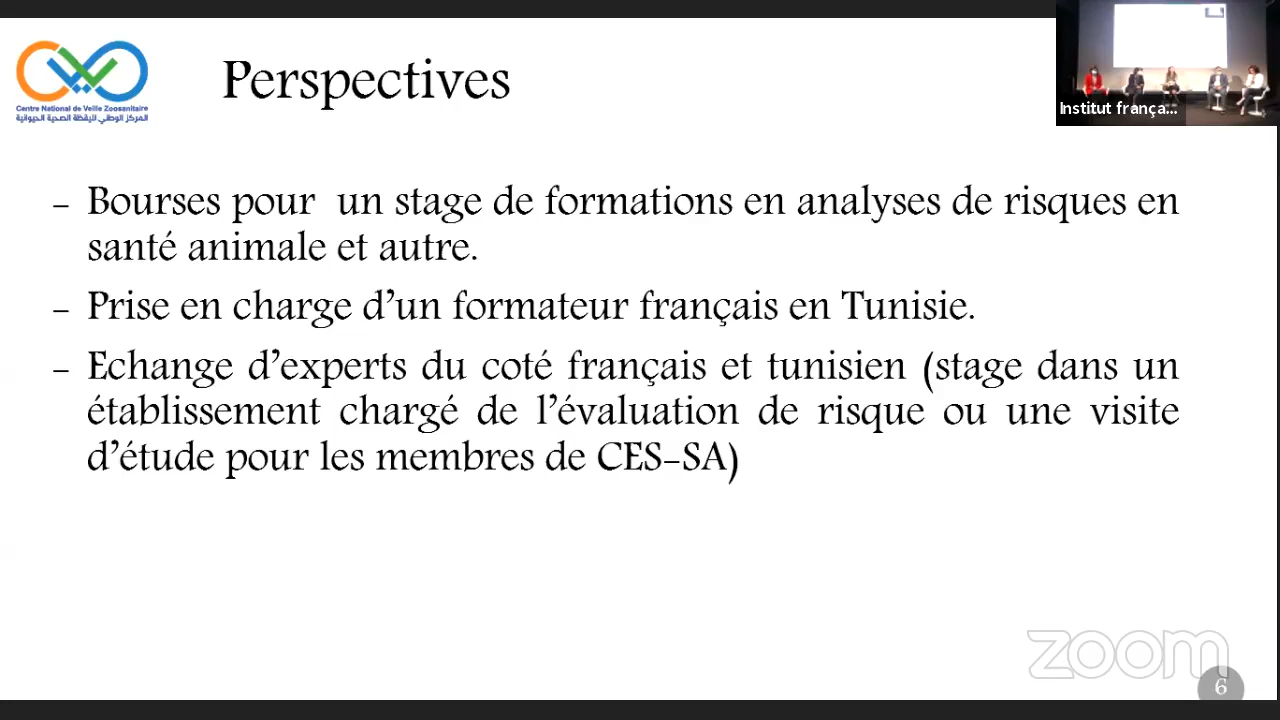 Centre National de Veille Zoosanitaire
المركز الوطني لليقظة الصحية الحيوانية
Perspectives
Institut frança...
- Bourses pour un stage de formations en analyses de risques en
santé animale et autre.
- Prise en charge d’un formateur français en Tunisie.
- Echange d’experts du coté français et tunisien (stage dans un
établissement chargé de l’évaluation de risque ou une visite
d’étude pour les membres de CES-SA)
zoom
6